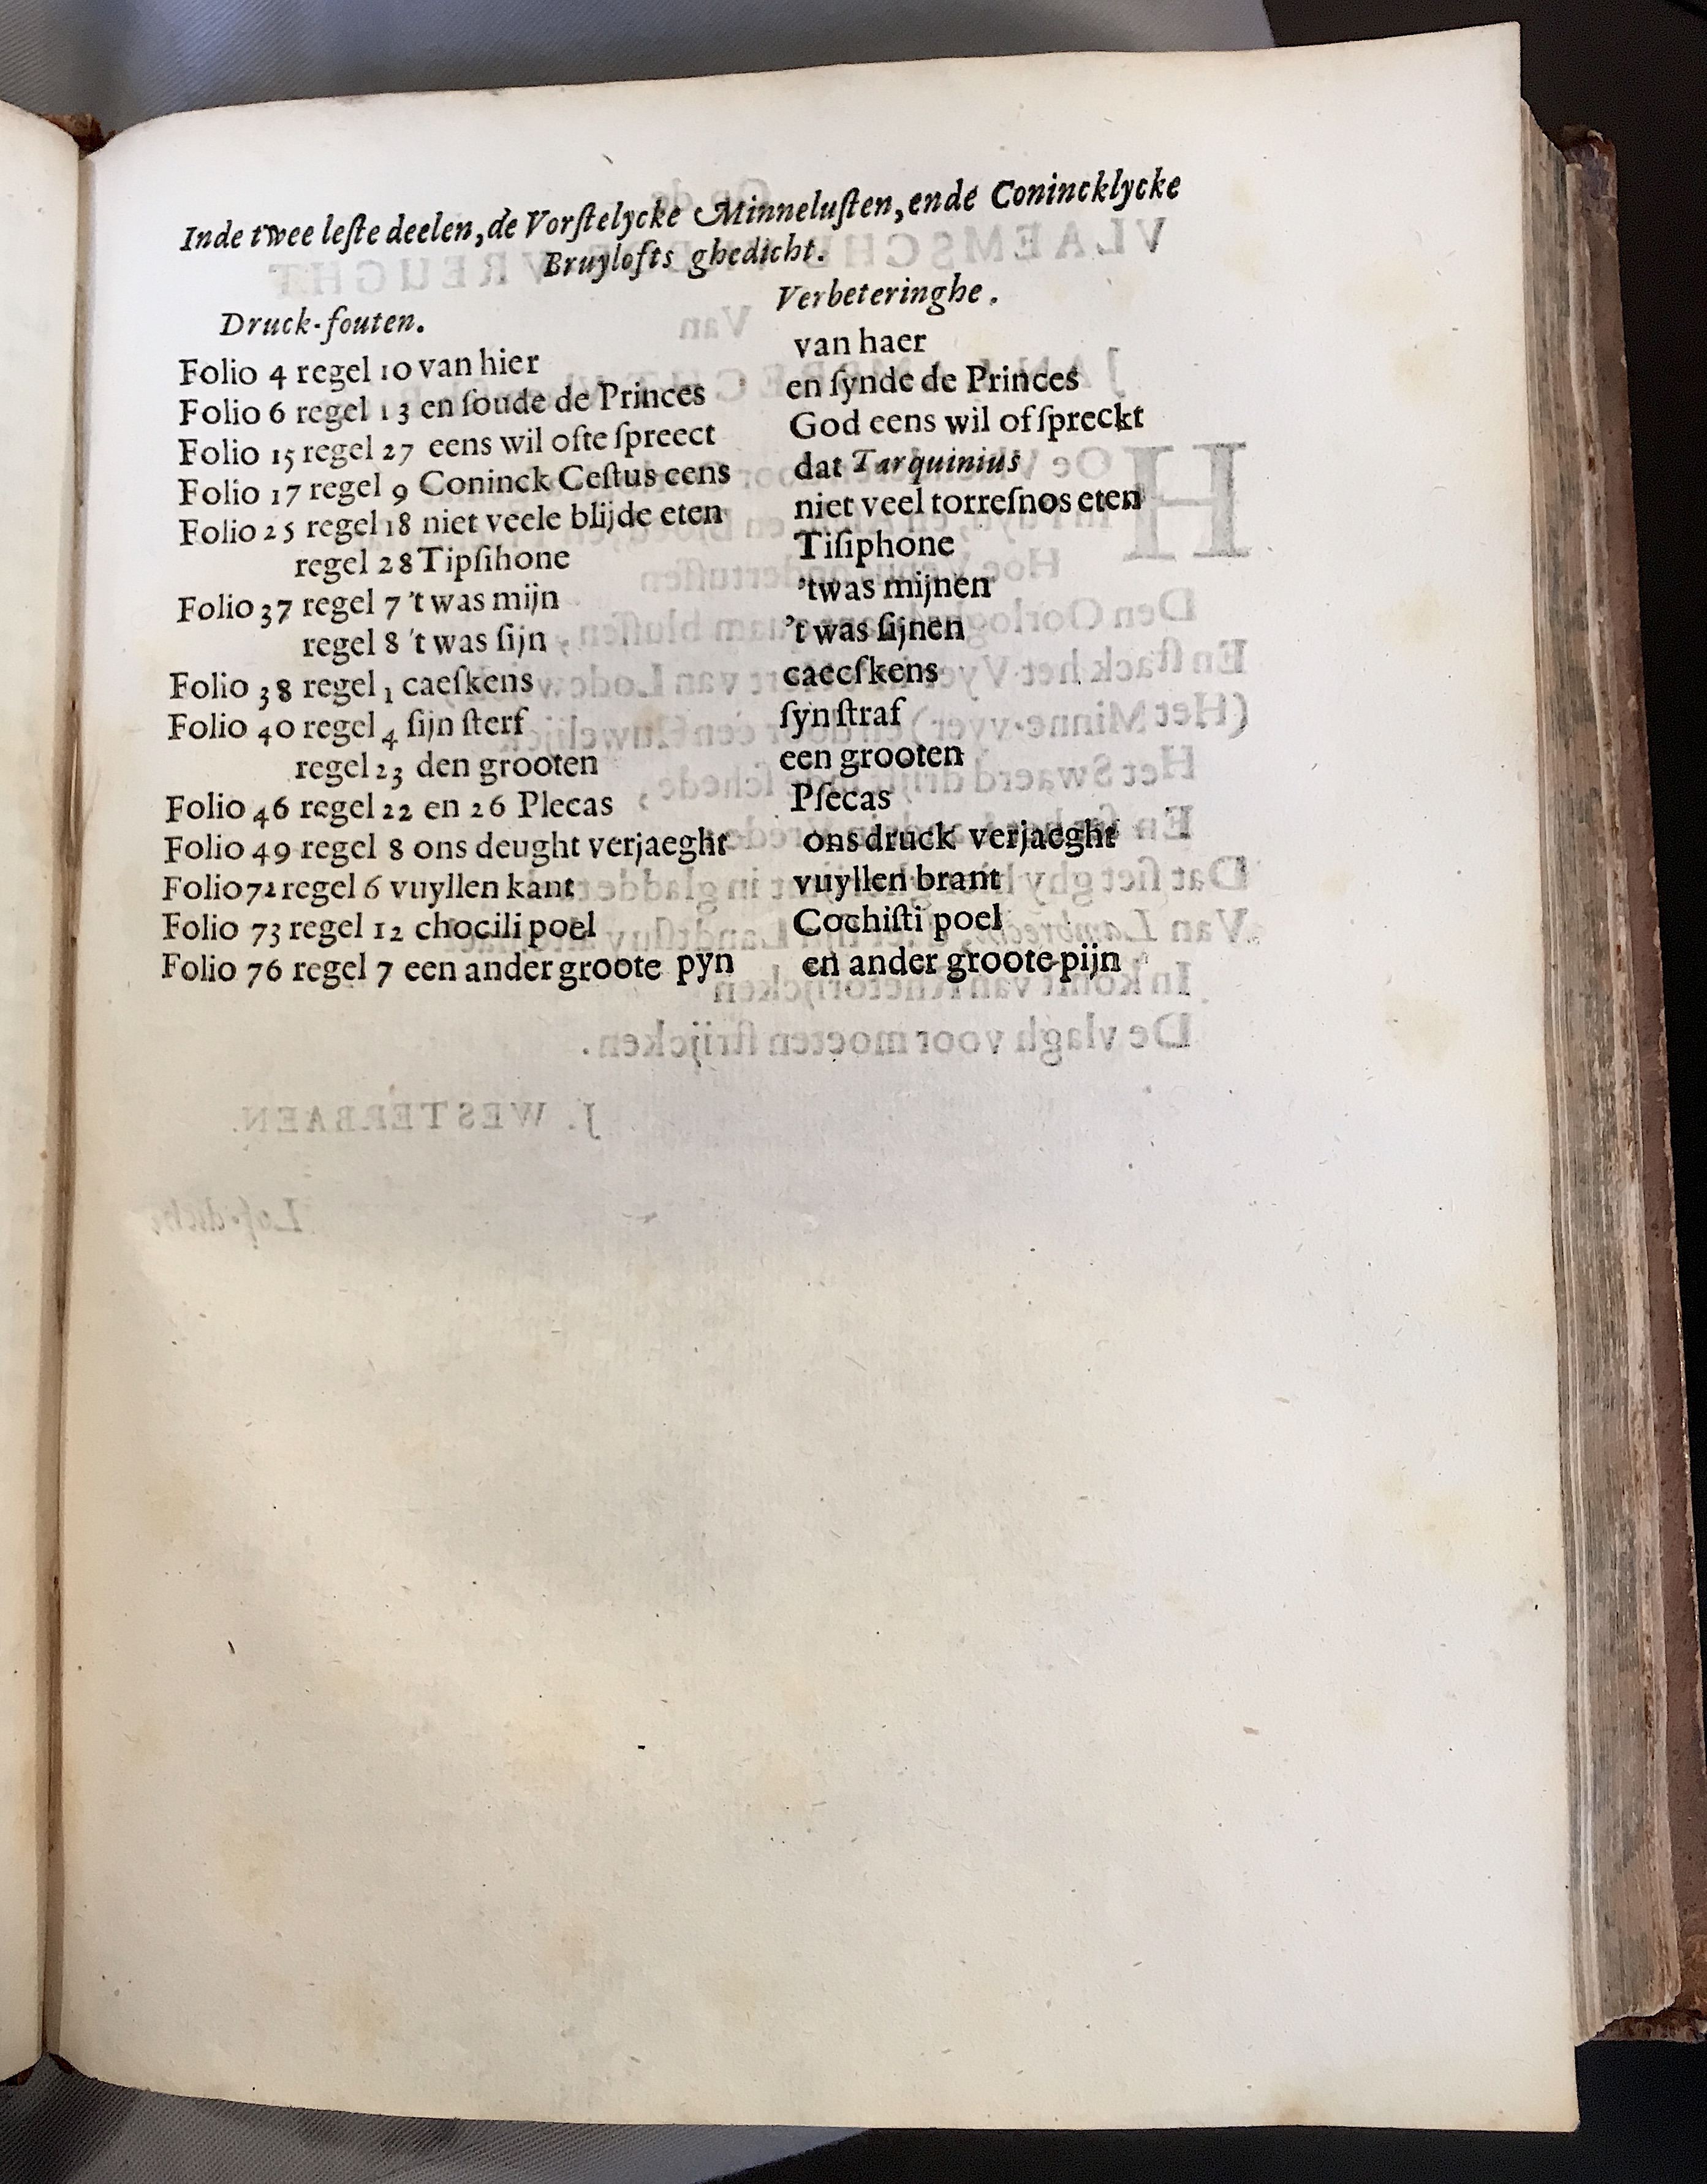 Inde twee leſte deelen, de Vorſtelycke Minneluſten, ende Conincklycke
Bruylofts ghedicht.
Druck-fouten. Verbeteringhe.
Folio 4 regel 10 van hier van haer
Folio 6 regel 13 en ſoude de Princes en ſynde de Princes
Folio 15 regel 27 eens wil ofte ſpreect God eens wil of ſpreckt
Folio 17 regel 9 Coninck Ceſtus eens dat Tarquinius
Folio 25 regel 18 niet veele blijde eten niet veel torreſnos eten
regel 28 Tipſihone Tiſiphone
Folio 37 regel 7 't was mijn 'twas mijnen
regel 8 't was ſijn 't was ſijnen
Folio 38 regel 1 caeſkens caecſkens
Folio 40 regel 4 ſijn ſterf ſyn ſtraf
regel 23 den grooten een grooten
Folio 46 regel 22 en 26 Plecas Pſecas
Folio 49 regel 8 ons deught verjaeght ons druck verjaeght
Folio 72 regel 6 vuyllen kant vuyllen brant
Folio 73 regel 12 chocili poel Cochiſti poel
Folio 76 regel 7 een ander groote pyn en ander groote pijn